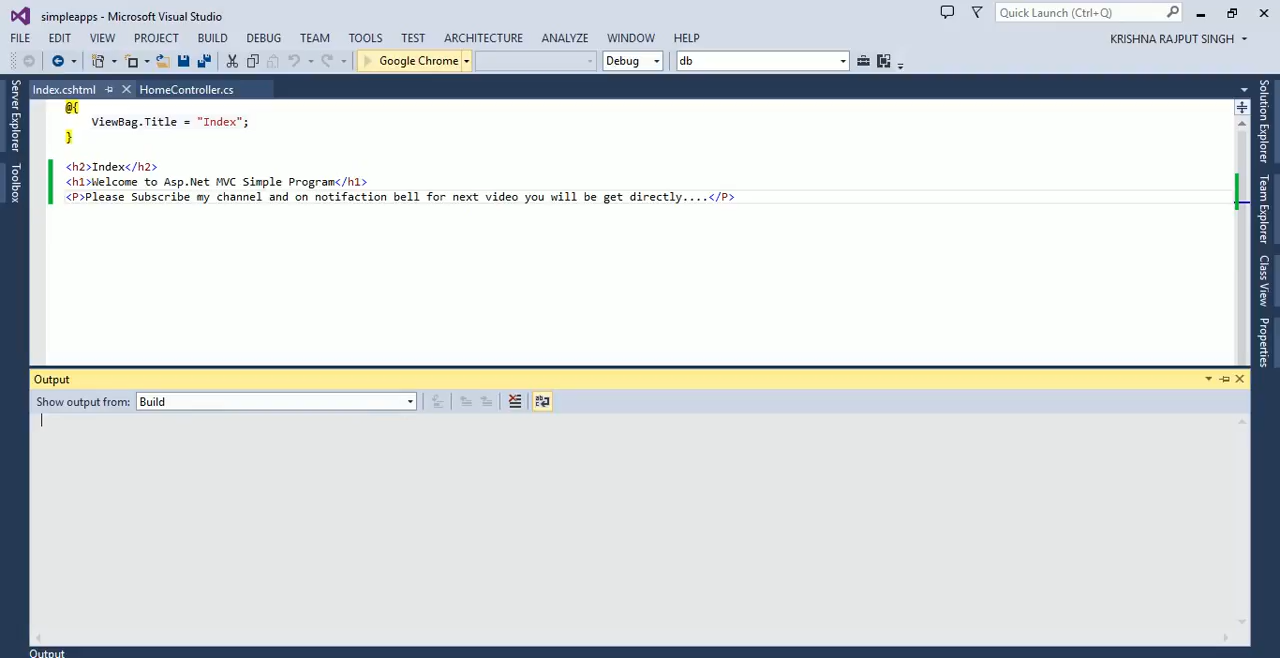 simpleapps - Microsoft Visual Studio
Quick Launch (Ctrl+Q)
FILE EDIT VIEW PROJECT BUILD DEBUG TEAM TOOLS TEST ARCHITECTURE ANALYZE WINDOW HELP
KRISHNA RAJPUT SINGH
Google Chrome Debug db
Index.cshtml HomeController.cs
@{
ViewBag.Title = "Index";
}
<h2>Index</h2>
<h1>Welcome to Asp.Net MVC Simple Program</h1>
<P>Please Subscribe my channel and on notifaction bell for next video you will be get directly....</P>
Server Explorer
Toolbox
Solution Explorer
Team Explorer
Class View
Properties
Output
Show output from: Build
Output